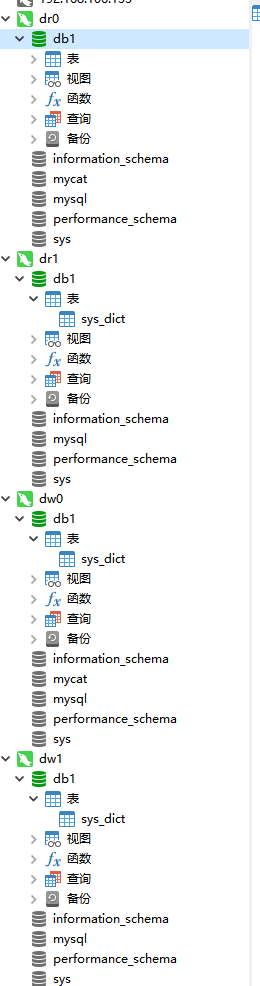 dr0
db1
表
视图
函数
查询
备份
information_schema
mycat
mysql
performance_schema
sys
dr1
db1
表
sys_dict
视图
函数
查询
备份
information_schema
mysql
performance_schema
sys
dw0
db1
表
sys_dict
视图
函数
查询
备份
information_schema
mycat
mysql
performance_schema
sys
dw1
db1
表
sys_dict
视图
函数
查询
备份
information_schema
mysql
performance_schema
sys